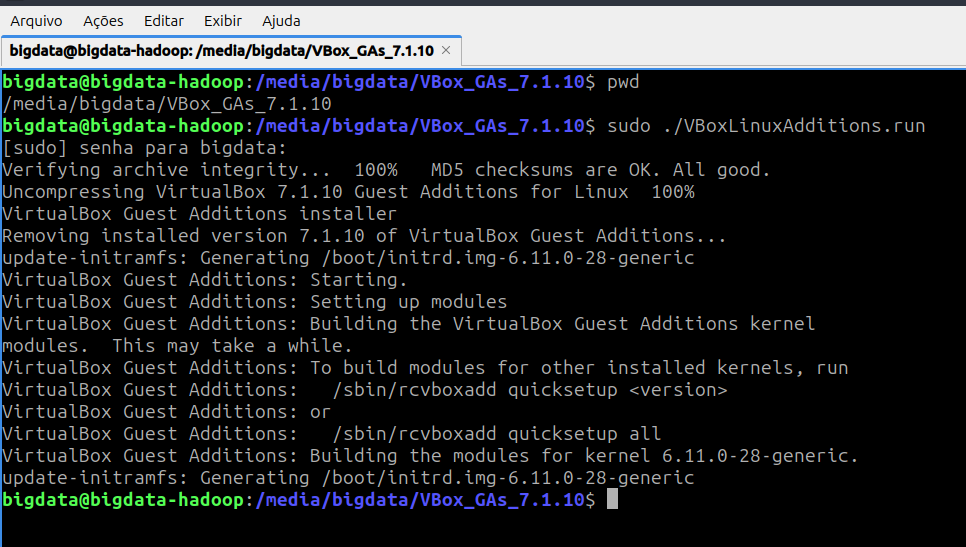 Arquivo Ações Editar Exibir Ajuda
bigdata@bigdata-hadoop: /media/bigdata/VBox_GAs_7.1.10 ×
bigdata@bigdata-hadoop:/media/bigdata/VBox_GAs_7.1.10$ pwd
/media/bigdata/VBox_GAs_7.1.10
bigdata@bigdata-hadoop:/media/bigdata/VBox_GAs_7.1.10$ sudo ./VBoxLinuxAdditions.run
[sudo] senha para bigdata:
Verifying archive integrity...  100%   MD5 checksums are OK. All good.
Uncompressing VirtualBox 7.1.10 Guest Additions for Linux  100%
VirtualBox Guest Additions installer
Removing installed version 7.1.10 of VirtualBox Guest Additions...
update-initramfs: Generating /boot/initrd.img-6.11.0-28-generic
VirtualBox Guest Additions: Starting.
VirtualBox Guest Additions: Setting up modules
VirtualBox Guest Additions: Building the VirtualBox Guest Additions kernel
modules.  This may take a while.
VirtualBox Guest Additions: To build modules for other installed kernels, run
VirtualBox Guest Additions:   /sbin/rcvboxadd quicksetup <version>
VirtualBox Guest Additions: or
VirtualBox Guest Additions:   /sbin/rcvboxadd quicksetup all
VirtualBox Guest Additions: Building the modules for kernel 6.11.0-28-generic.
update-initramfs: Generating /boot/initrd.img-6.11.0-28-generic
bigdata@bigdata-hadoop:/media/bigdata/VBox_GAs_7.1.10$